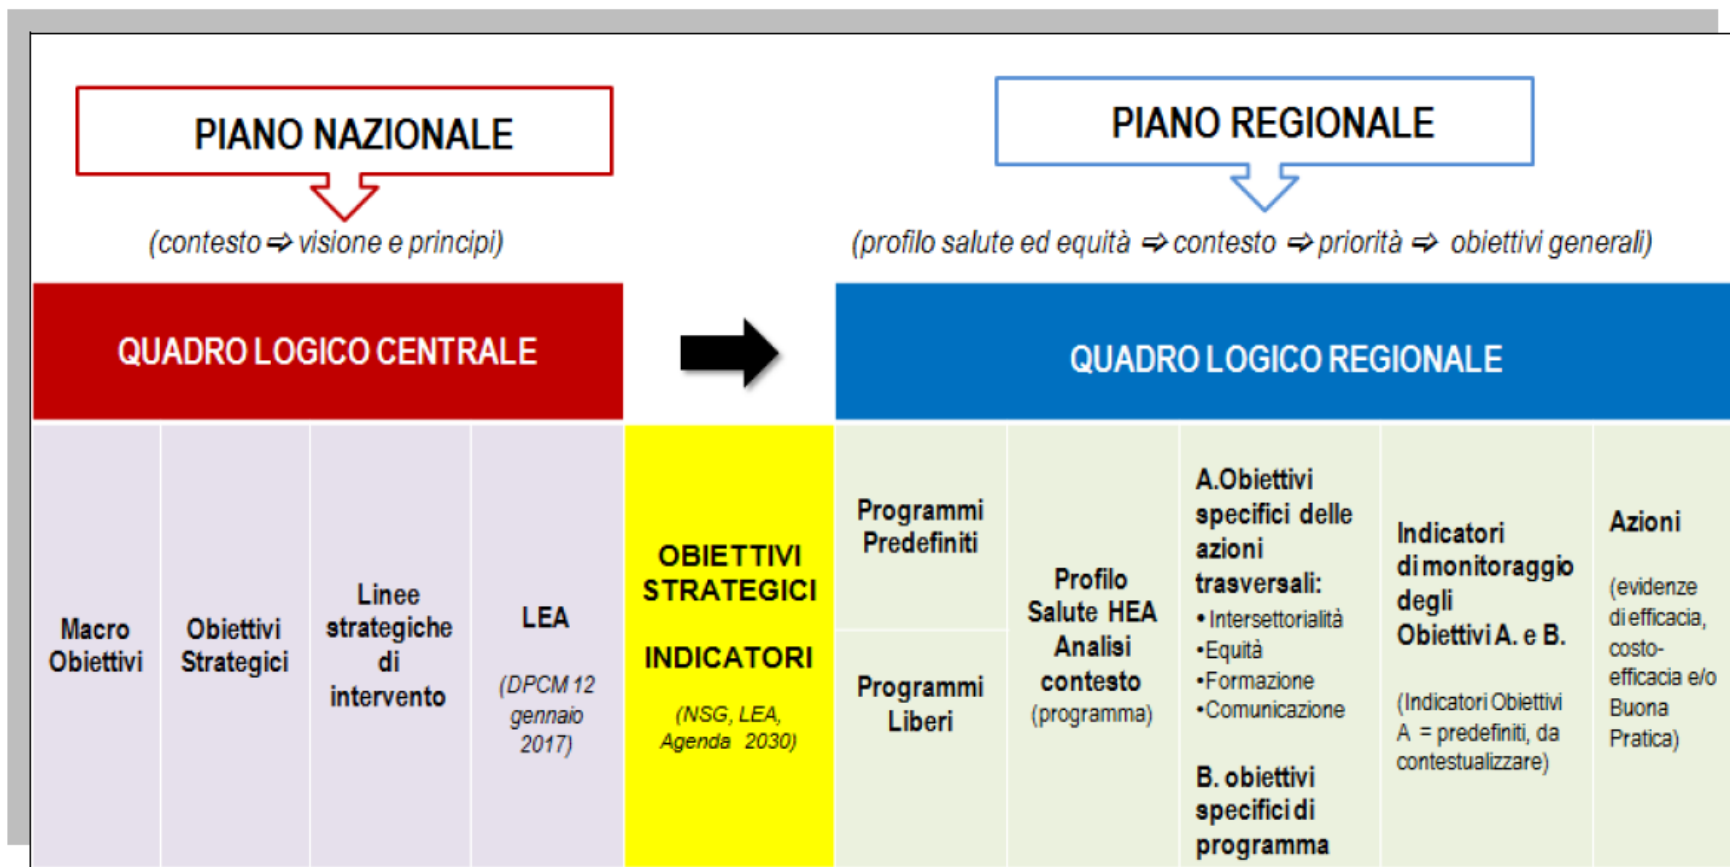 PIANO NAZIONALE
(contesto ⇨ visione e principi)
PIANO REGIONALE
(profilo salute ed equità ⇨ contesto ⇨ priorità ⇨ obiettivi generali)
QUADRO LOGICO CENTRALE
QUADRO LOGICO REGIONALE
Macro
Obiettivi
Obiettivi
Strategici
Linee
strategiche
di
intervento
LEA
(DPCM 12
gennaio
2017)
OBIETTIVI
STRATEGICI
INDICATORI
(NSG, LEA,
Agenda 2030)
Programmi
Predefiniti
Programmi
Liberi
Profilo
Salute HEA
Analisi
contesto
(programma)
A.Obiettivi
specifici delle
azioni
trasversali:
• Intersettorialità
•Equità
•Formazione
•Comunicazione
B. obiettivi
specifici di
programma
Indicatori
di monitoraggio
degli
Obiettivi A. e B.
(Indicatori Obiettivi
A = predefiniti, da
contestualizzare)
Azioni
(evidenze
di efficacia,
costo-
efficacia e/o
Buona
Pratica)